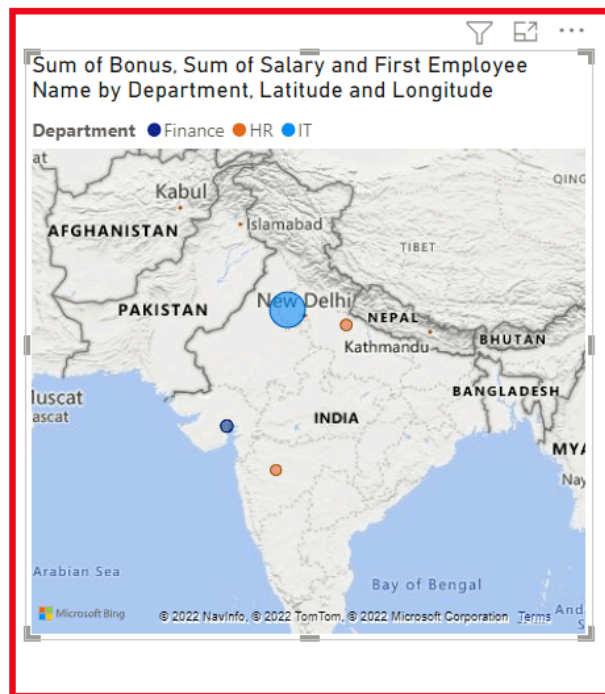 Sum of Bonus, Sum of Salary and First Employee
Name by Department, Latitude and Longitude
Department Finance HR IT
at
QING
Kabul
Islamabad
AFGHANISTAN
TIBET
PAKISTAN
New Delhi
NEPAL
Kathmandu
BHUTAN
BANGLADESH
Muscat
ascat
INDIA
MYA
Nay
Arabian Sea
Bay of Bengal
And
S
Microsoft Bing
© 2022 NavInfo, © 2022 TomTom, © 2022 Microsoft Corporation Terms